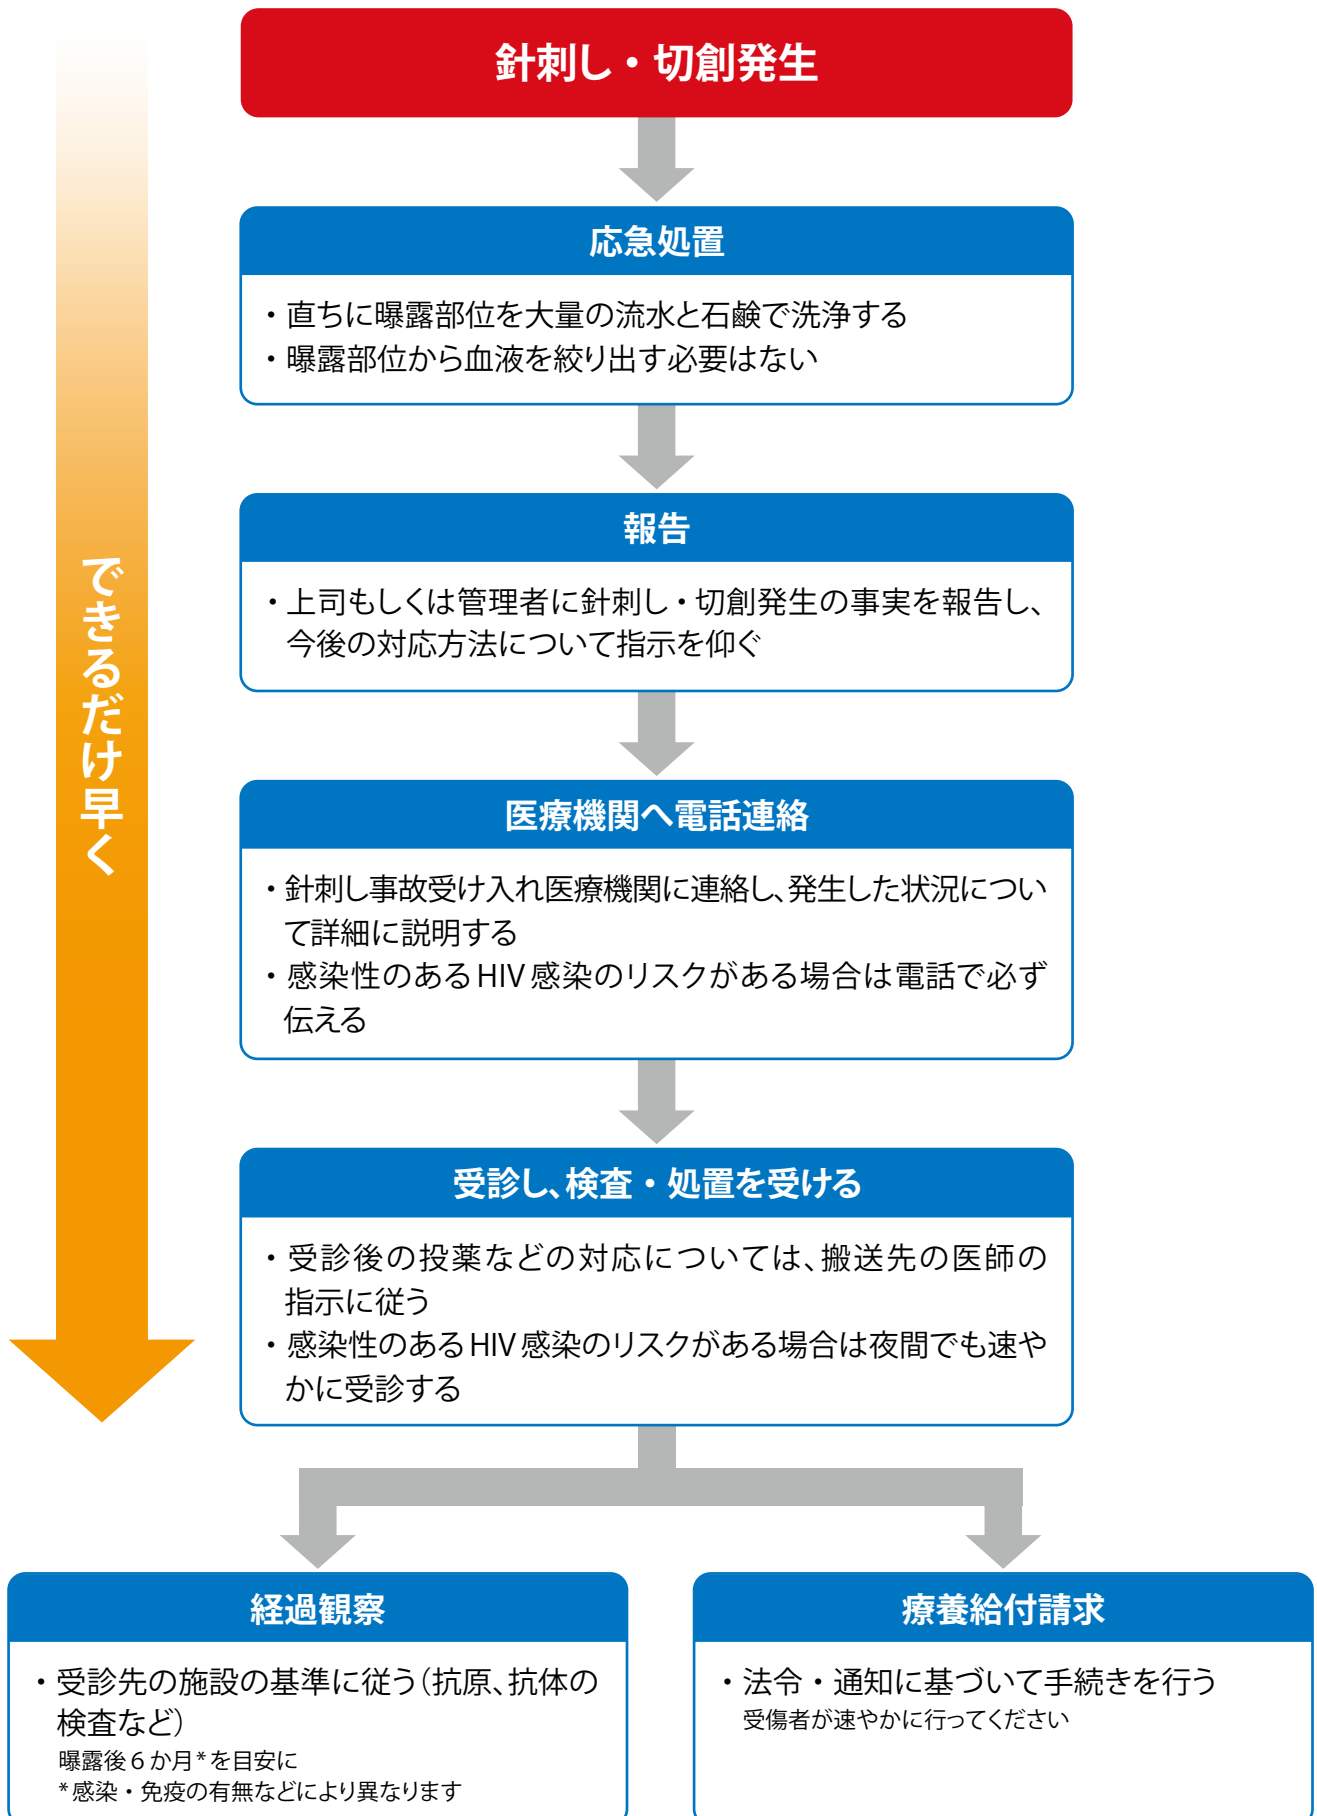 針刺し・切創発生
できるだけ早く
応急処置
・直ちに曝露部位を大量の流水と石鹸で洗浄する
・曝露部位から血液を絞り出す必要はない
報告
・上司もしくは管理者に針刺し・切創発生の事実を報告し、
今後の対応方法について指示を仰ぐ
医療機関へ電話連絡
・針刺し事故受け入れ医療機関に連絡し、発生した状況につい
て詳細に説明する
・感染性のあるHIV感染のリスクがある場合は電話で必ず
伝える
受診し、検査・処置を受ける
・受診後の投薬などの対応については、搬送先の医師の
指示に従う
・感染性のあるHIV感染のリスクがある場合は夜間でも速や
かに受診する
経過観察
・受診先の施設の基準に従う（抗原、抗体の
検査など）
曝露後6か月*を目安に
*感染・免疫の有無などにより異なります
療養給付請求
・法令・通知に基づいて手続きを行う
受傷者が速やかに行ってください